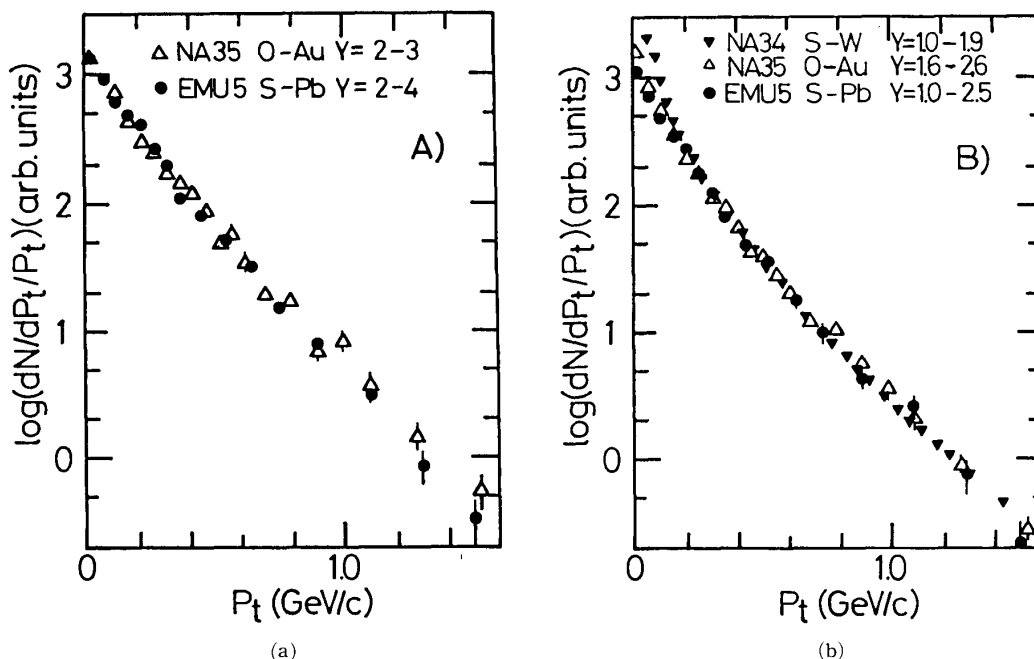 △ NA35 O-Au Y = 2-3
● EMU5 S-Pb Y = 2-4
A)
log(dN/dPt/Pt)(arb. units)
3
2
1
0
0
1.0
Pt (GeV/c)
(a)
▼ NA34 S-W Y=1.0-1.9
△ NA35 O-Au Y=1.6-2.6
● EMU5 S-Pb Y=1.0-2.5
B)
log(dN/dPt/Pt)(arb. units)
3
2
1
0
0
1.0
Pt (GeV/c)
(b)